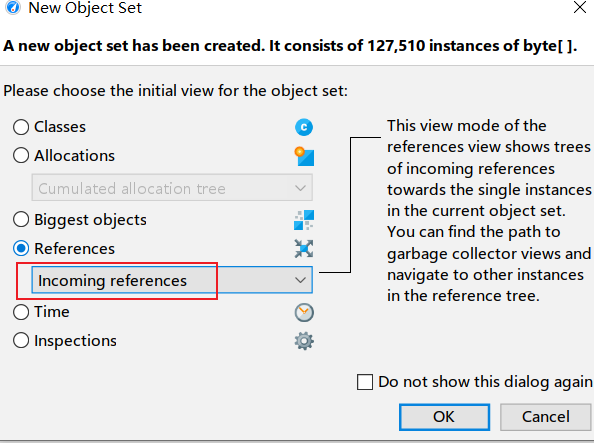 New Object Set
A new object set has been created. It consists of 127,510 instances of byte[ ].
Please choose the initial view for the object set:
Classes
Allocations
Cumulated allocation tree
Biggest objects
References
Incoming references
Time
Inspections
This view mode of the
references view shows trees
of incoming references
towards the single instances
in the current object set.
You can find the path to
garbage collector views and
navigate to other instances
in the reference tree.
Do not show this dialog again
OK
Cancel